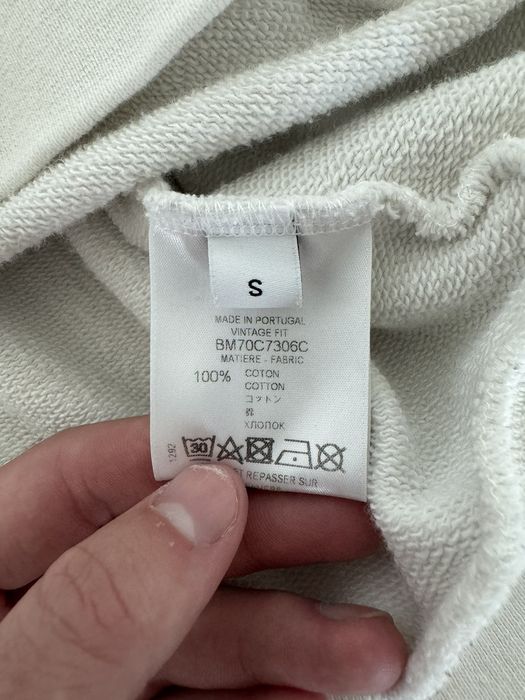 S
MADE IN PORTUGAL
VINTAGE FIT
BM70C7306C
MATIERE - FABRIC
100% COTON
COTTON
コットン
棉
ХЛОПОК
1292
30
REPASSER SUR